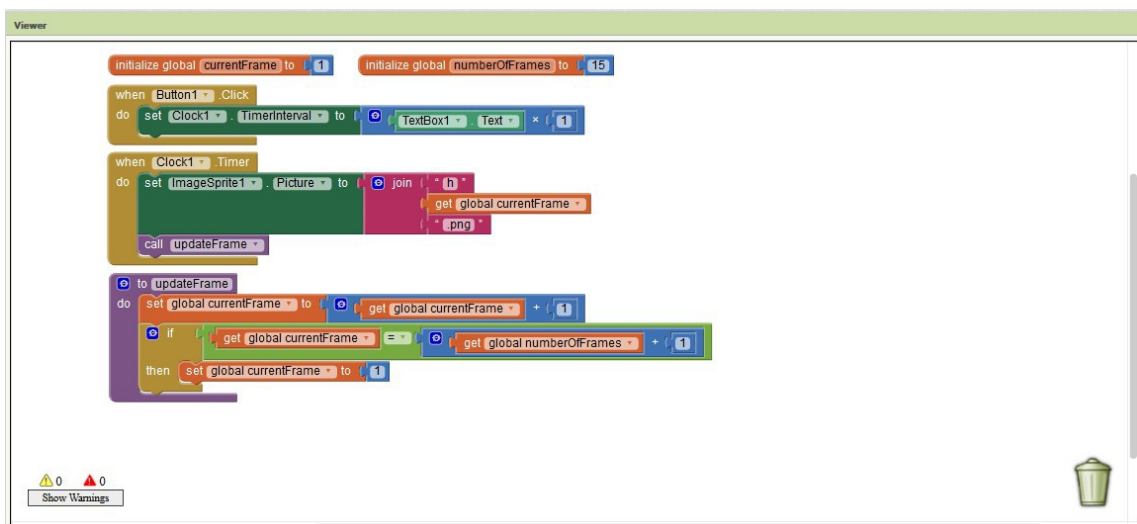 Viewer
initialize global currentFrame to 1 initialize global numberOfFrames to 15
when Button1 .Click
do set Clock1 . TimerInterval to TextBox1 . Text × 1
when Clock1 .Timer
do set ImageSprite1 . Picture to join " h "
get global currentFrame
" .png "
call updateFrame
to updateFrame
do set global currentFrame to get global currentFrame + 1
if get global currentFrame = get global numberOfFrames + 1
then set global currentFrame to 1
0 0
Show Warnings